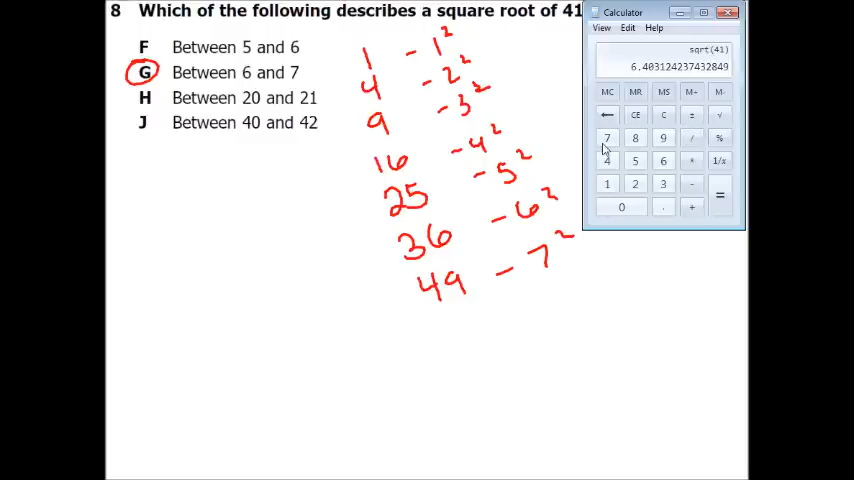 8 Which of the following describes a square root of 41
F Between 5 and 6
G Between 6 and 7
H Between 20 and 21
J Between 40 and 42
1 - 1²
4 - 2²
9 - 3²
16 - 4²
25 - 5²
36 - 6²
49 - 7²
Calculator
View Edit Help
sqrt(41)
6.403124237432849
MC MR MS M+ M-
← CE C ± √
7 8 9 / %
4 5 6 * 1/x
1 2 3 - =
0 . +